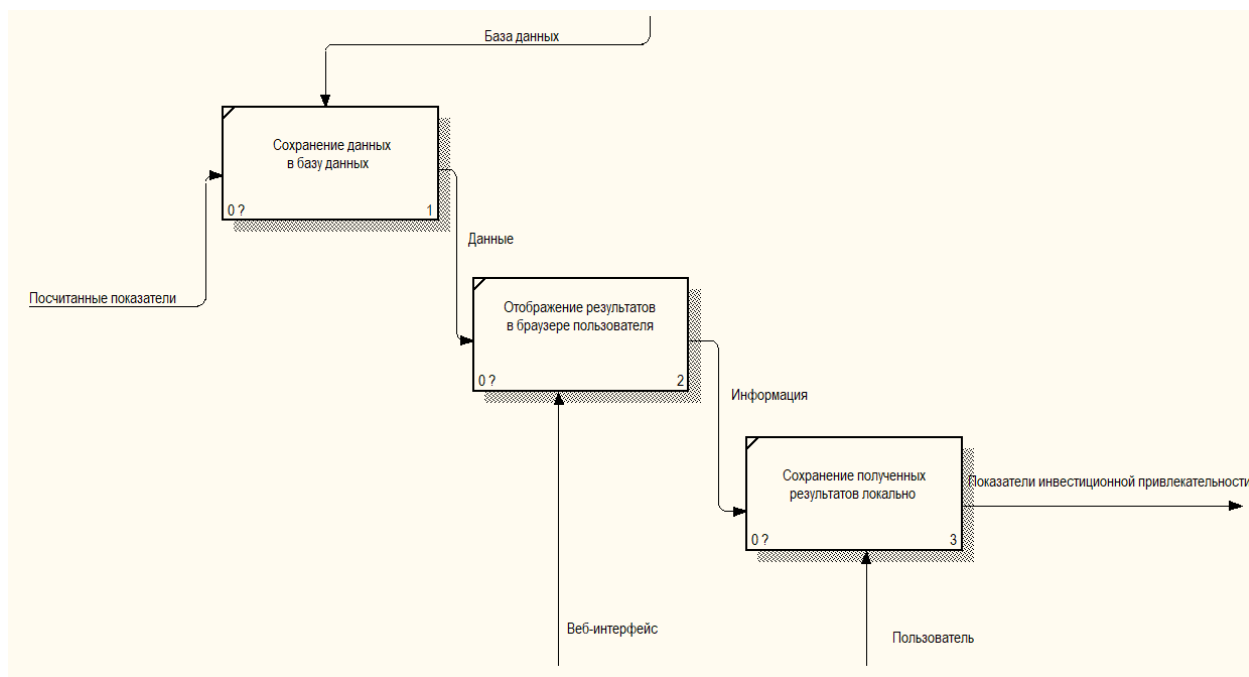 База данных
Сохранение данных
в базу данных
0 ?
1
Данные
Посчитанные показатели
Отображение результатов
в браузере пользователя
0 ?
2
Информация
Сохранение полученных
результатов локально
0 ?
3
Показатели инвестиционной привлекательности
Веб-интерфейс
Пользователь